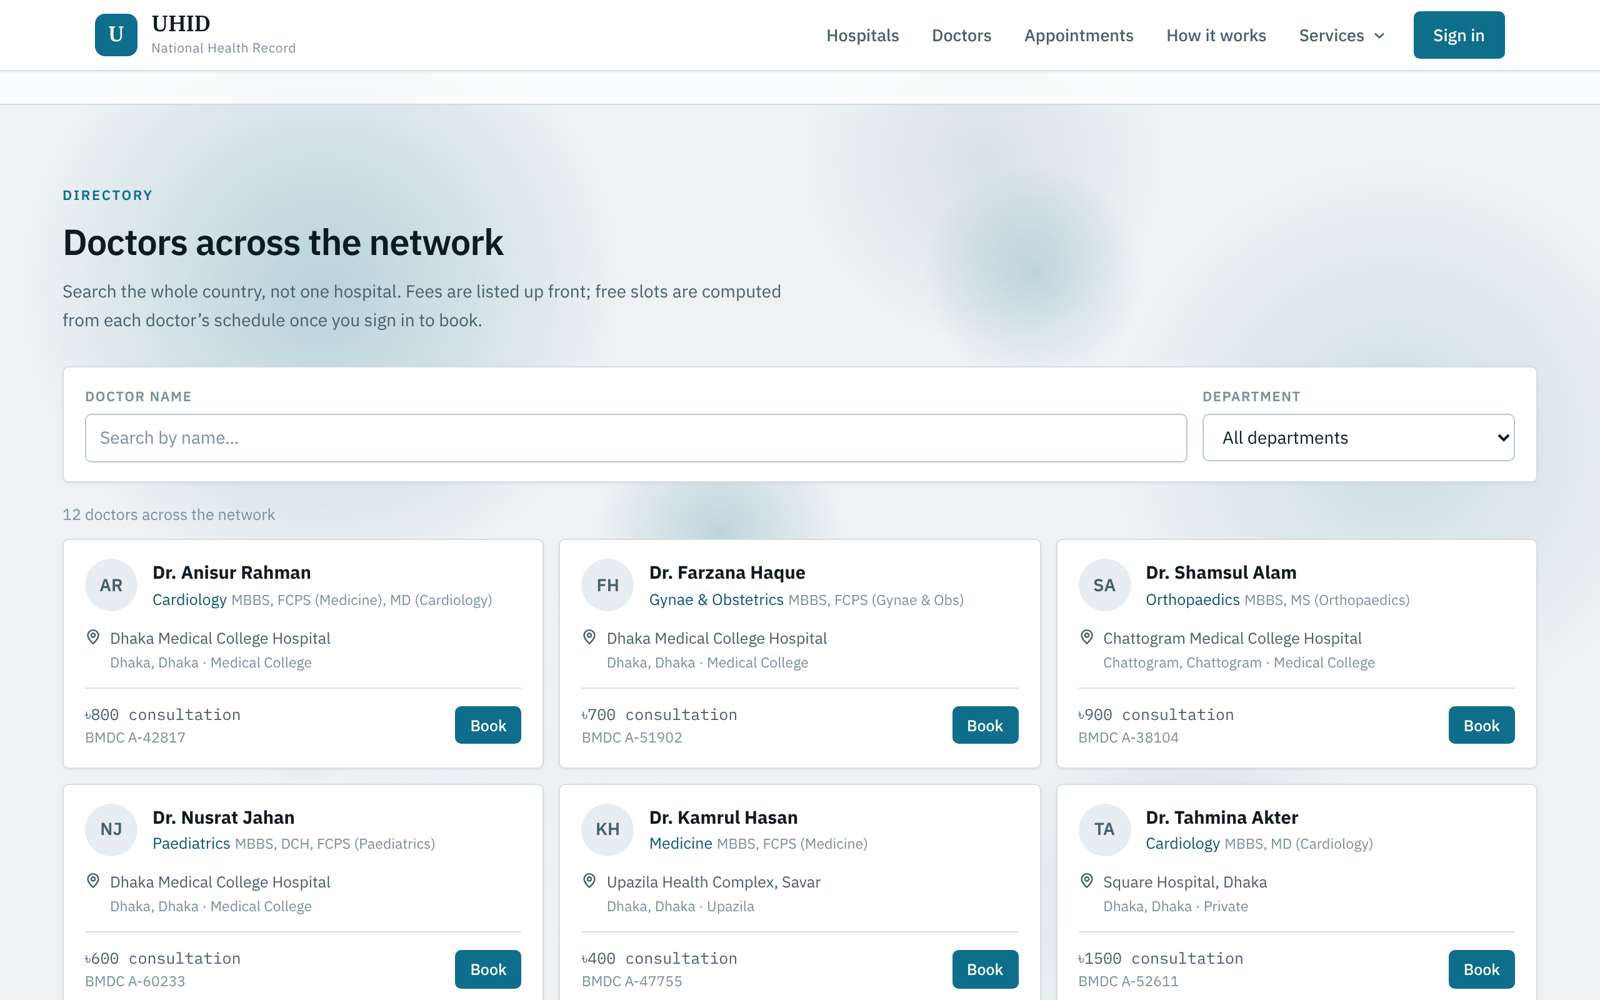 U
UHID
National Health Record
Hospitals
Doctors
Appointments
How it works
Services
Sign in
DIRECTORY
Doctors across the network
Search the whole country, not one hospital. Fees are listed up front; free slots are computed
from each doctor’s schedule once you sign in to book.
DOCTOR NAME
Search by name...
DEPARTMENT
All departments
12 doctors across the network
AR
Dr. Anisur Rahman
Cardiology MBBS, FCPS (Medicine), MD (Cardiology)
Dhaka Medical College Hospital
Dhaka, Dhaka · Medical College
৳800 consultation
BMDC A-42817
Book
FH
Dr. Farzana Haque
Gynae & Obstetrics MBBS, FCPS (Gynae & Obs)
Dhaka Medical College Hospital
Dhaka, Dhaka · Medical College
৳700 consultation
BMDC A-51902
Book
SA
Dr. Shamsul Alam
Orthopaedics MBBS, MS (Orthopaedics)
Chattogram Medical College Hospital
Chattogram, Chattogram · Medical College
৳900 consultation
BMDC A-38104
Book
NJ
Dr. Nusrat Jahan
Paediatrics MBBS, DCH, FCPS (Paediatrics)
Dhaka Medical College Hospital
Dhaka, Dhaka · Medical College
৳600 consultation
BMDC A-60233
Book
KH
Dr. Kamrul Hasan
Medicine MBBS, FCPS (Medicine)
Upazila Health Complex, Savar
Dhaka, Dhaka · Upazila
৳400 consultation
BMDC A-47755
Book
TA
Dr. Tahmina Akter
Cardiology MBBS, MD (Cardiology)
Square Hospital, Dhaka
Dhaka, Dhaka · Private
৳1500 consultation
BMDC A-52611
Book